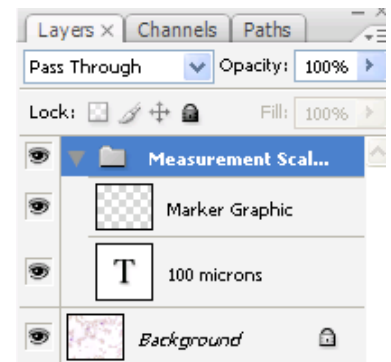 Layers Channels Paths
Pass Through Opacity: 100%
Lock: Fill: 100%
Measurement Scal...
Marker Graphic
T 100 microns
Background